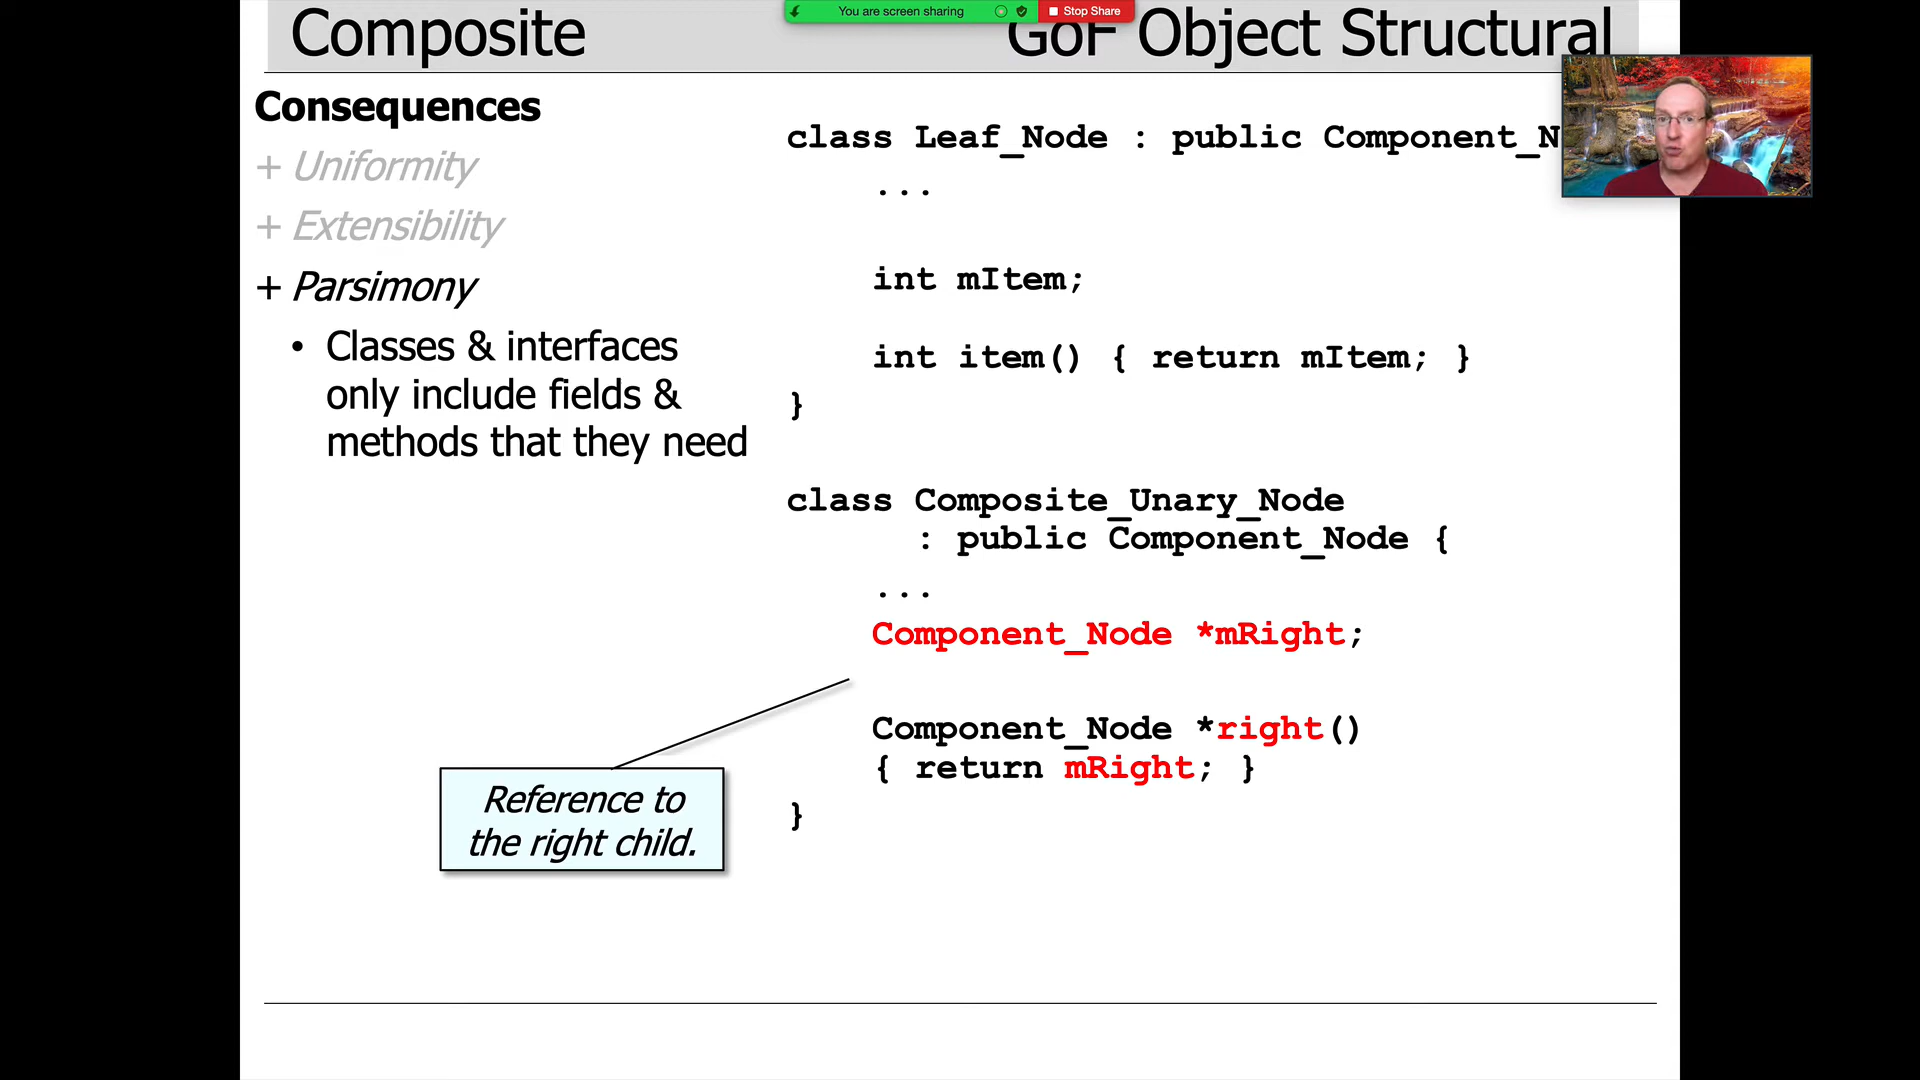 Composite
GoF Object Structural
You are screen sharing
Stop Share
Consequences
+ Uniformity
+ Extensibility
+ Parsimony
• Classes & interfaces
only include fields &
methods that they need
class Leaf_Node : public Component_N
...
int mItem;
int item() { return mItem; }
}
class Composite_Unary_Node
: public Component_Node {
...
Component_Node *mRight;
Component_Node *right()
{ return mRight; }
}
Reference to
the right child.